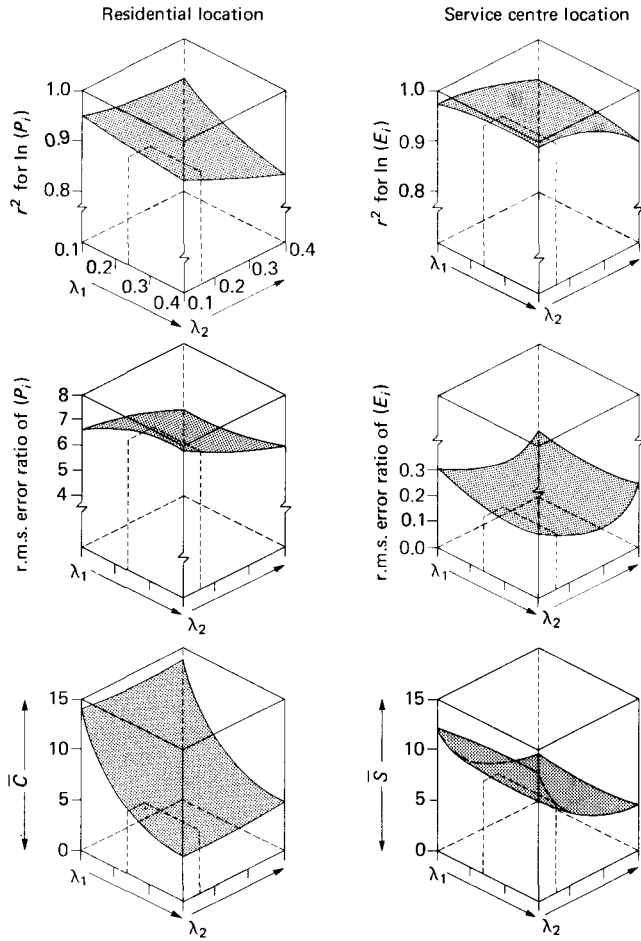 Residential location
Service centre location
r² for ln (P_i)
1.0
0.9
0.8
0.1
0.2
0.3
0.4
λ₁
0.1
0.2
0.3
0.4
λ₂
r² for ln (E_i)
1.0
0.9
0.8
λ₁
λ₂
r.m.s. error ratio of (P_i)
8
7
6
5
4
λ₁
λ₂
r.m.s. error ratio of (E_i)
0.3
0.2
0.1
0.0
λ₁
λ₂
C̅
15
10
5
0
λ₁
λ₂
S̅
15
10
5
0
λ₁
λ₂